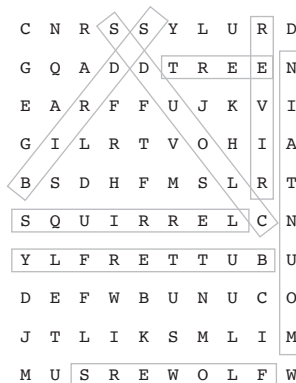 C N R S S Y L U R D
G Q A D D T R E E N
E A R F F U J K V I
G I L R T V O H I A
B S D H F M S L R T
S Q U I R R E L C N
Y L F R E T T U B U
D E F W B U N U C O
J T L I K S M L I M
M U S R E W O L F W